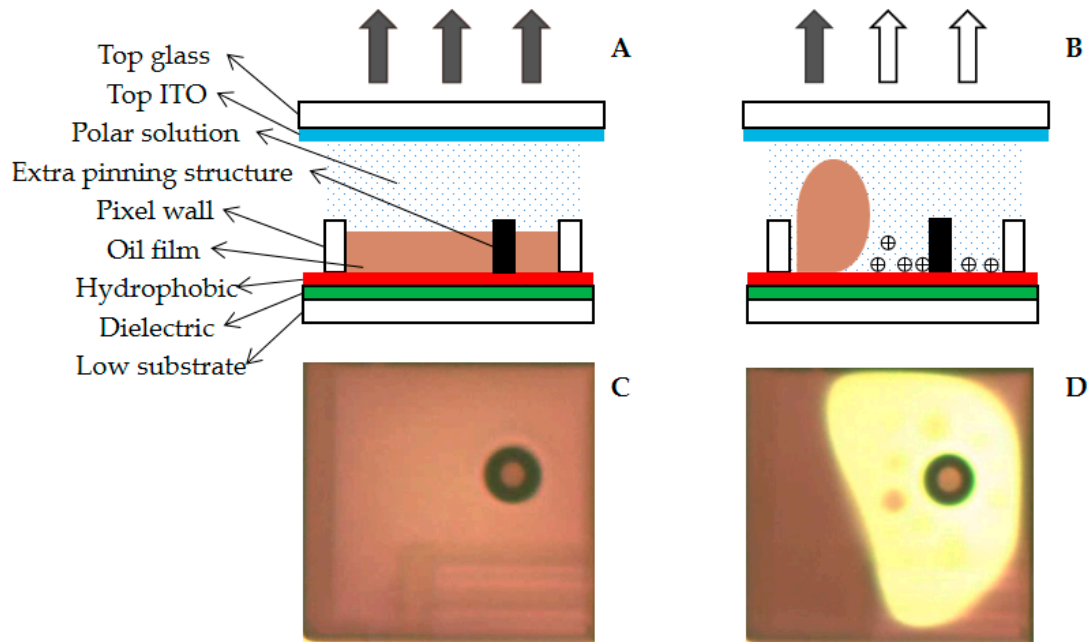 A
B
Top glass
Top ITO
Polar solution
Extra pinning structure
Pixel wall
Oil film
Hydrophobic
Dielectric
Low substrate
C
D